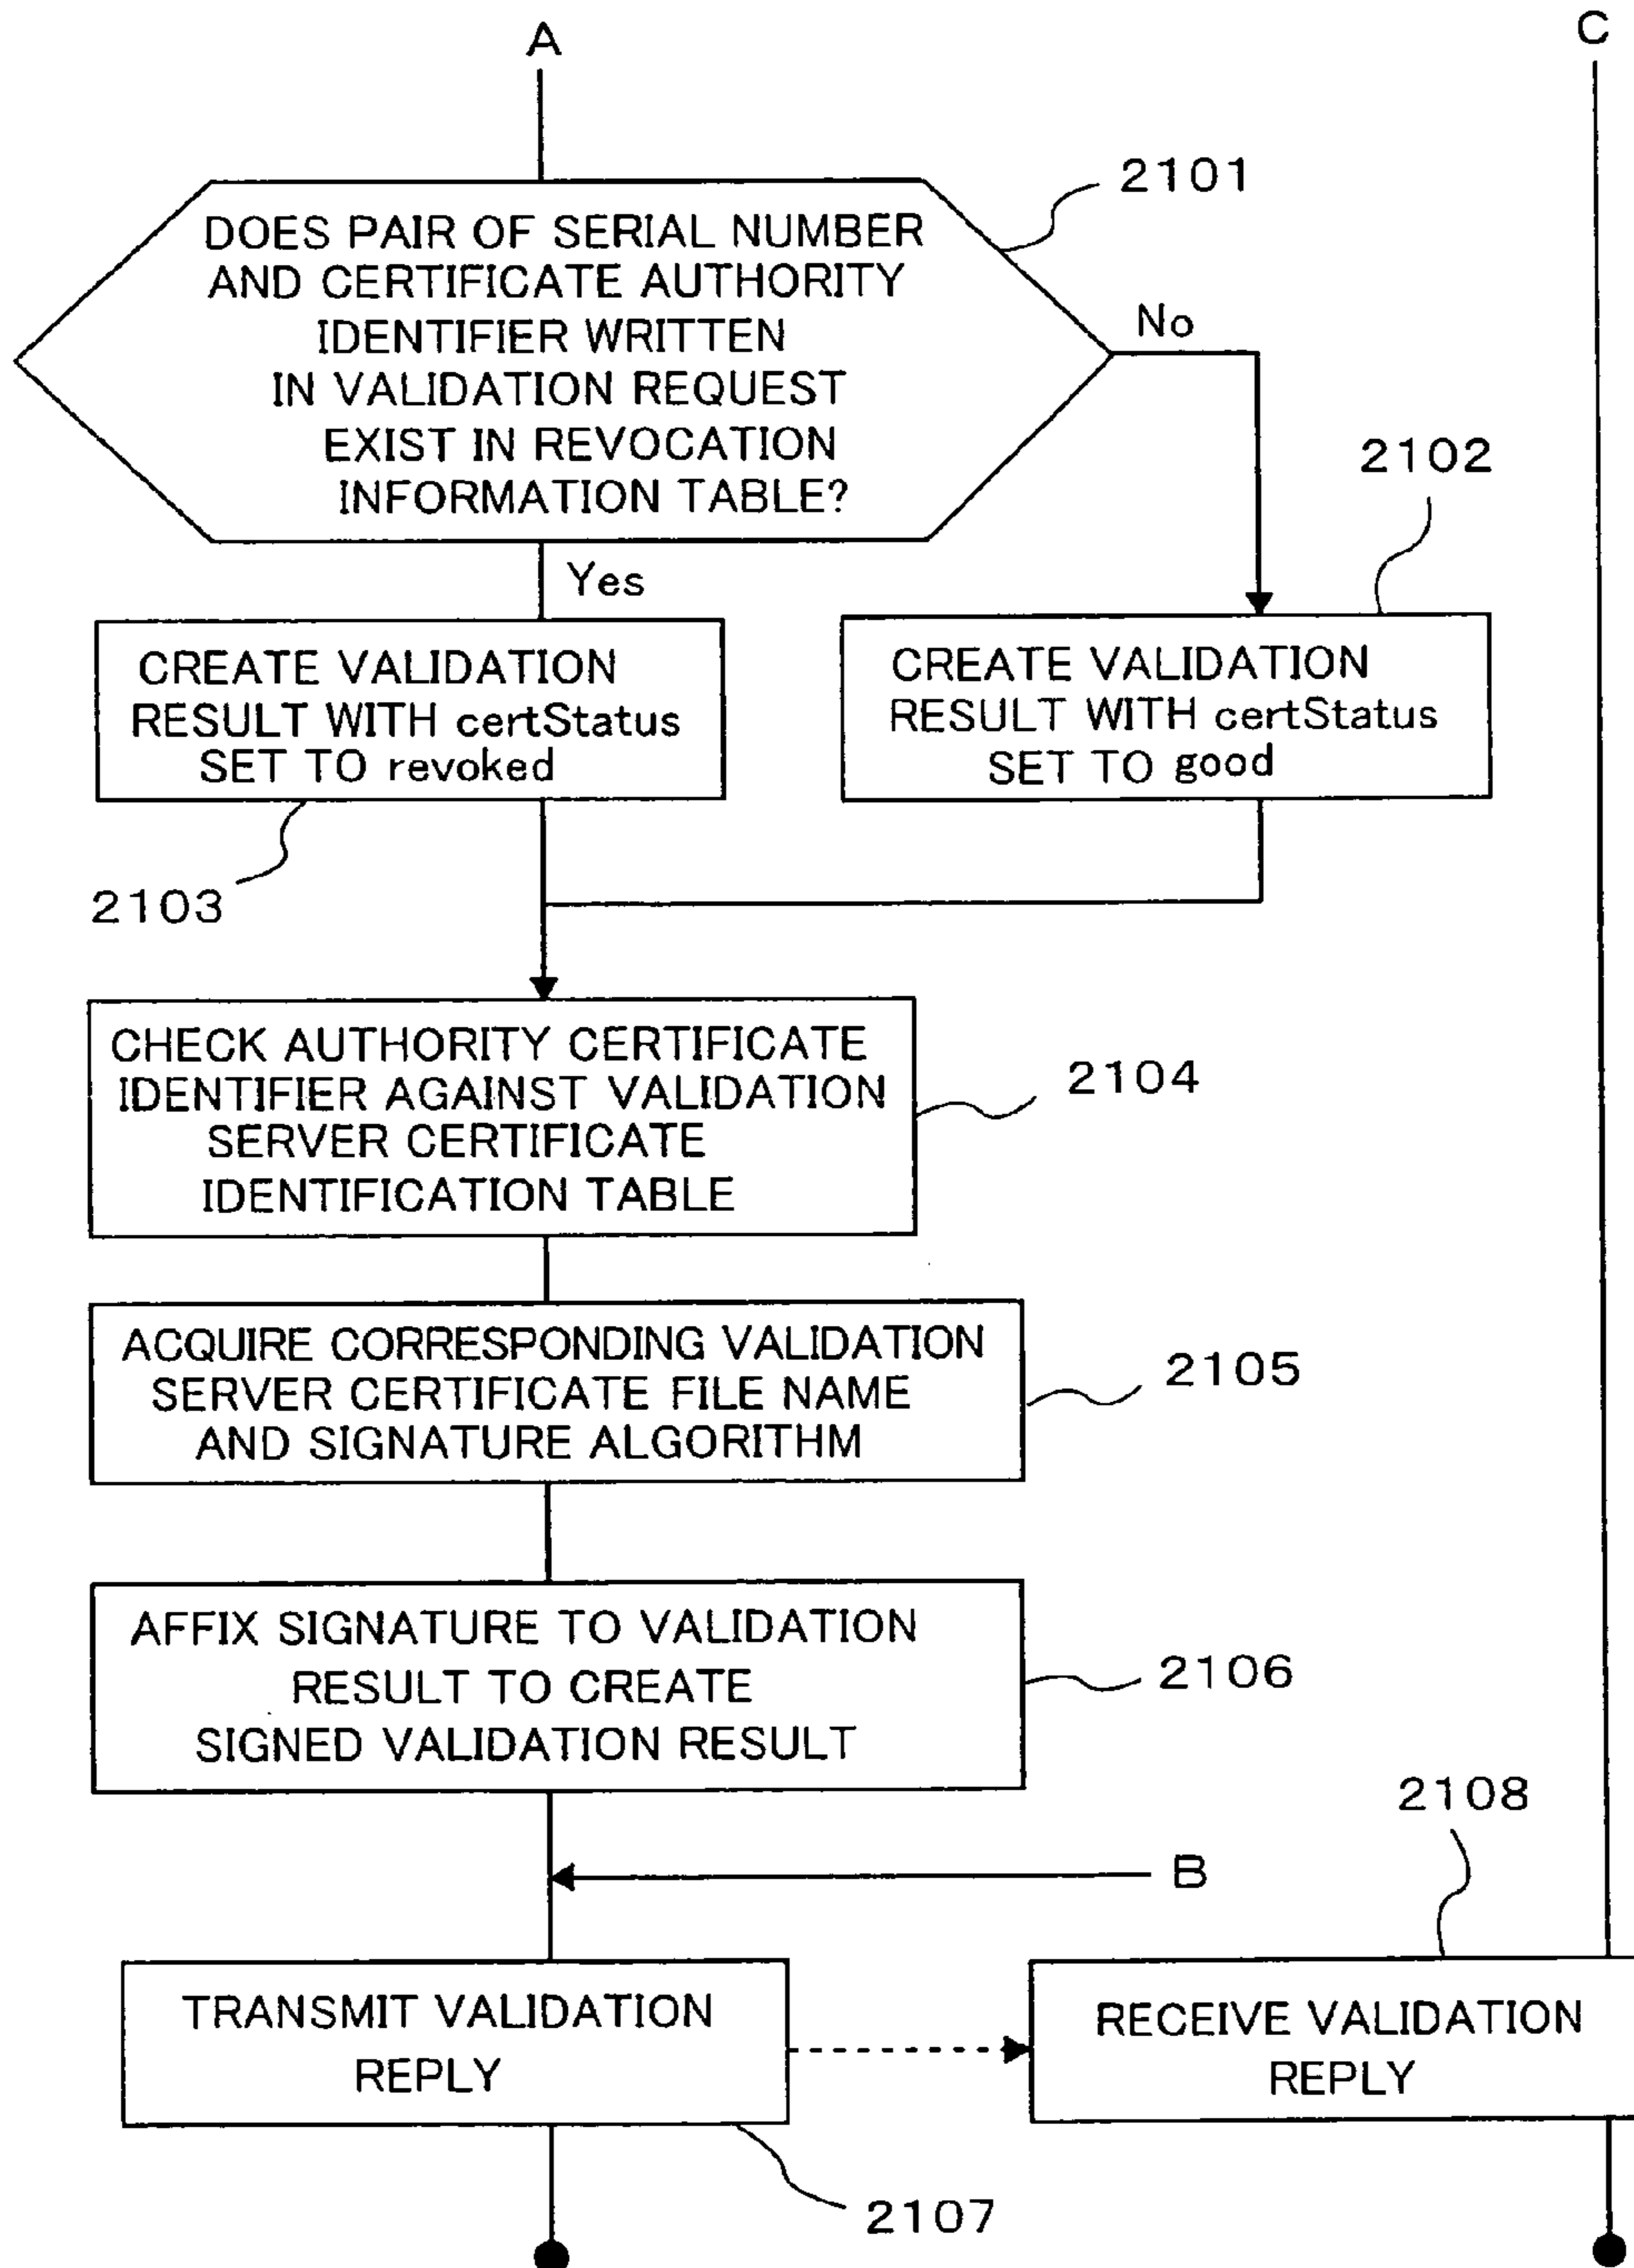 A
C
2101
DOES PAIR OF SERIAL NUMBER
AND CERTIFICATE AUTHORITY
IDENTIFIER WRITTEN
IN VALIDATION REQUEST
EXIST IN REVOCATION
INFORMATION TABLE?
No
Yes
2102
CREATE VALIDATION
RESULT WITH certStatus
SET TO revoked
CREATE VALIDATION
RESULT WITH certStatus
SET TO good
2103
CHECK AUTHORITY CERTIFICATE
IDENTIFIER AGAINST VALIDATION
SERVER CERTIFICATE
IDENTIFICATION TABLE
2104
ACQUIRE CORRESPONDING VALIDATION
SERVER CERTIFICATE FILE NAME
AND SIGNATURE ALGORITHM
2105
AFFIX SIGNATURE TO VALIDATION
RESULT TO CREATE
SIGNED VALIDATION RESULT
2106
2108
B
TRANSMIT VALIDATION
REPLY
RECEIVE VALIDATION
REPLY
2107